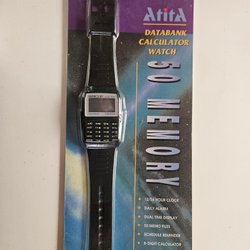 AtitA
DATABANK
CALCULATOR
WATCH
50 MEMORY
12/24 HOUR CLOCK
DAILY ALARM
DUAL TIME DISPLAY
50 MEMO FILES
SCHEDULE REMINDER
8-DIGIT CALCULATOR